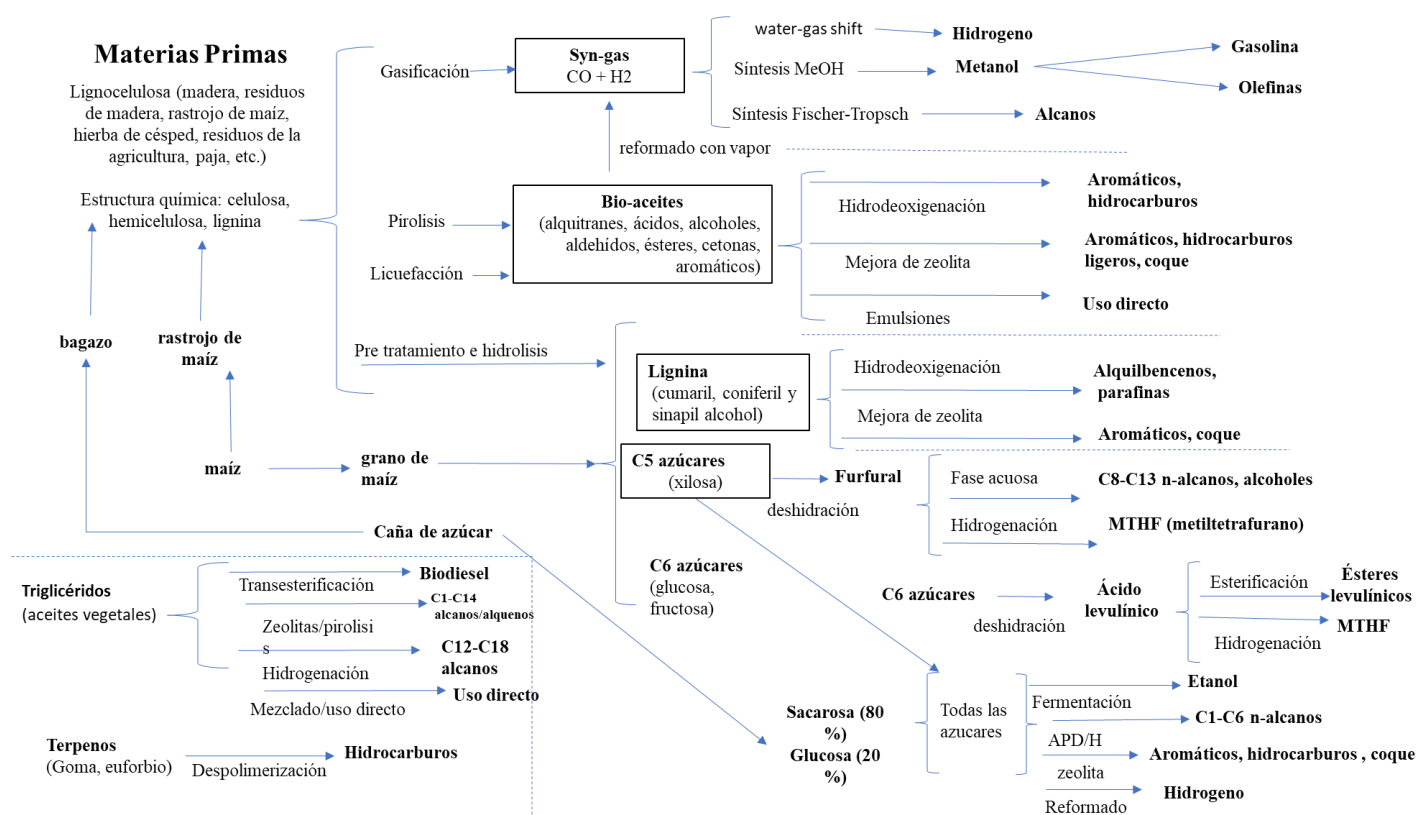 Materias Primas
Lignocelulosa (madera, residuos
de madera, rastrojo de maíz,
hierba de césped, residuos de la
agricultura, paja, etc.)
Estructura química: celulosa,
hemicelulosa, lignina
bagazo
rastrojo de
maíz
maíz
grano de
maíz
Caña de azúcar
Gasificación
Syn-gas
CO + H2
water-gas shift
Hidrogeno
Síntesis MeOH
Metanol
Gasolina
Olefinas
Síntesis Fischer-Tropsch
Alcanos
reformado con vapor
Pirolisis
Licuefacción
Bio-aceites
(alquitranes, ácidos, alcoholes,
aldehídos, ésteres, cetonas,
aromáticos)
Hidrodeoxigenación
Aromáticos,
hidrocarburos
Mejora de zeolita
Aromáticos, hidrocarburos
ligeros, coque
Emulsiones
Uso directo
Pre tratamiento e hidrolisis
Lignina
(cumaril, coniferil y
sinapil alcohol)
Hidrodeoxigenación
Alquilbencenos,
parafinas
Mejora de zeolita
Aromáticos, coque
C5 azúcares
(xilosa)
Furfural
deshidración
Fase acuosa
C8-C13 n-alcanos, alcoholes
Hidrogenación
MTHF (metiltetrafurano)
C6 azúcares
(glucosa,
fructosa)
C6 azúcares
deshidración
Ácido
levulínico
Esterificación
Ésteres
levulínicos
MTHF
Hidrogenación
Triglicéridos
(aceites vegetales)
Transesterificación
Biodiesel
Zeolitas/pirolisi
s
C1-C14
alcanos/alquenos
Hidrogenación
C12-C18
alcanos
Mezclado/uso directo
Uso directo
Terpenos
(Goma, euforbio)
Despolimerización
Hidrocarburos
Sacarosa (80
%)
Glucosa (20
%)
Todas las
azucares
Fermentación
Etanol
C1-C6 n-alcanos
APD/H
Aromáticos, hidrocarburos , coque
zeolita
Hidrogeno
Reformado